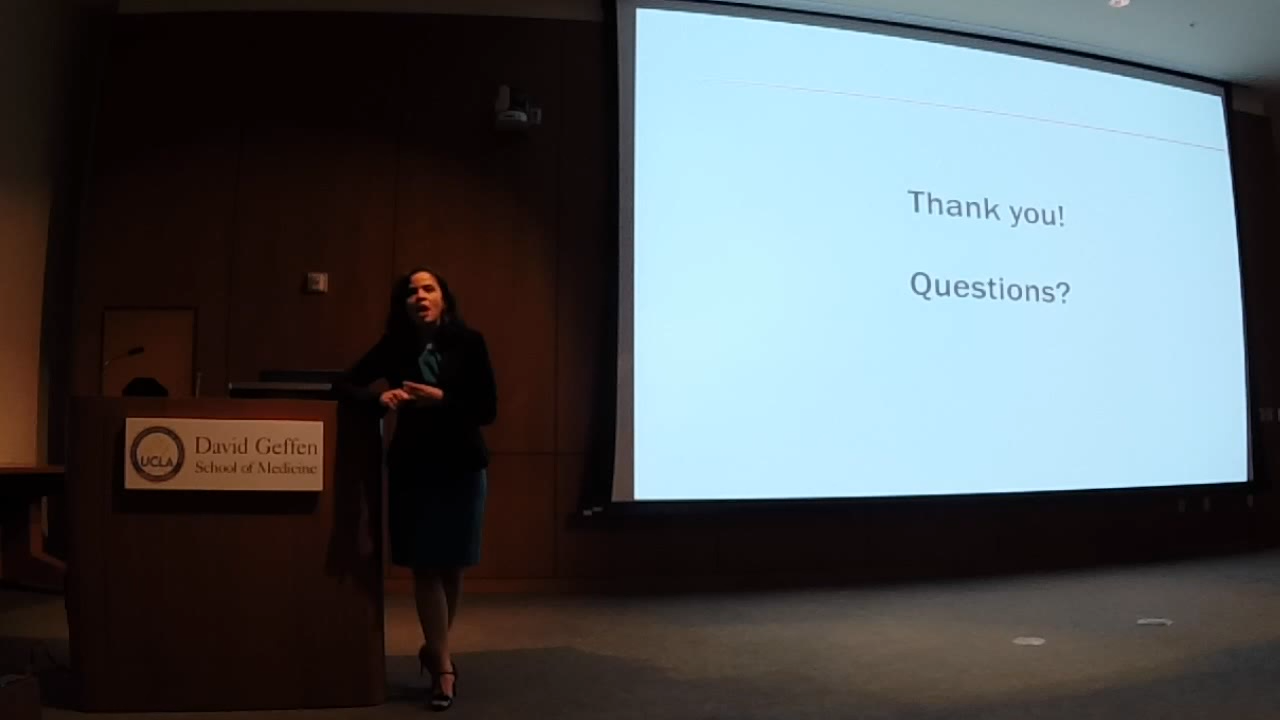 Thank you!
Questions?
UCLA
David Geffen
School of Medicine